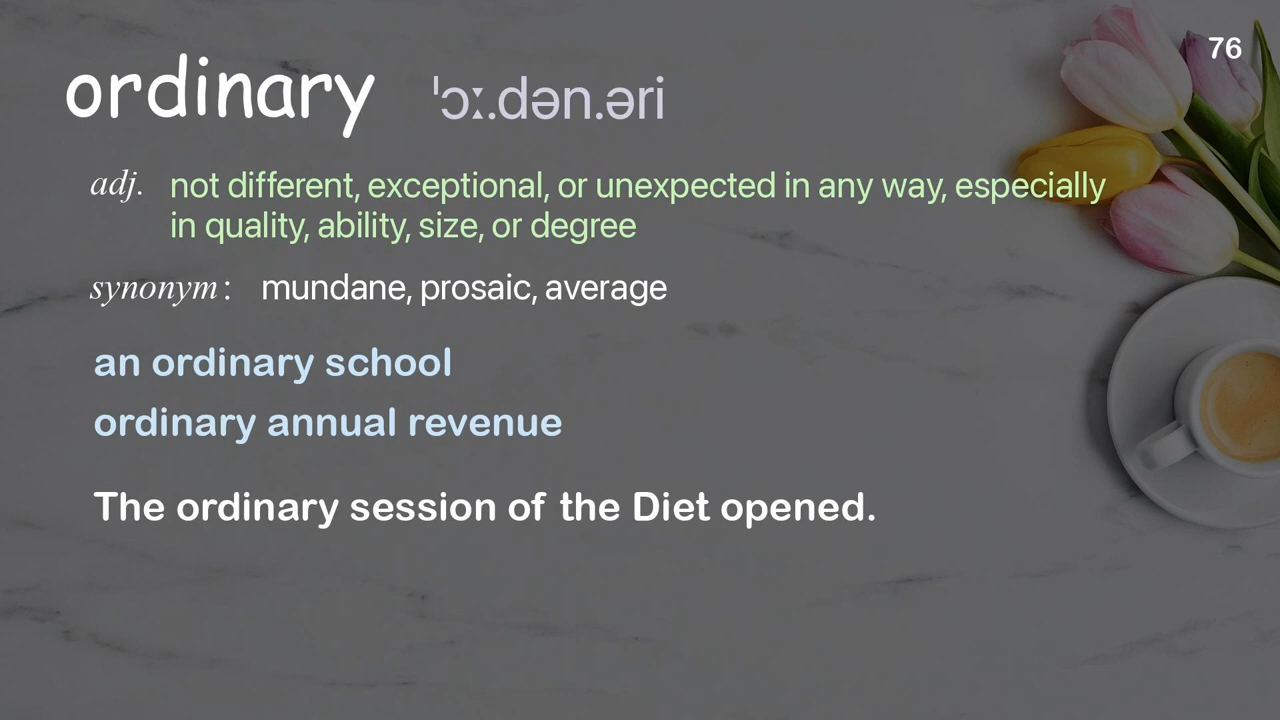 76
ordinary ˈɔː.dən.əri
adj. not different, exceptional, or unexpected in any way, especially
in quality, ability, size, or degree
synonym: mundane, prosaic, average
an ordinary school
ordinary annual revenue
The ordinary session of the Diet opened.